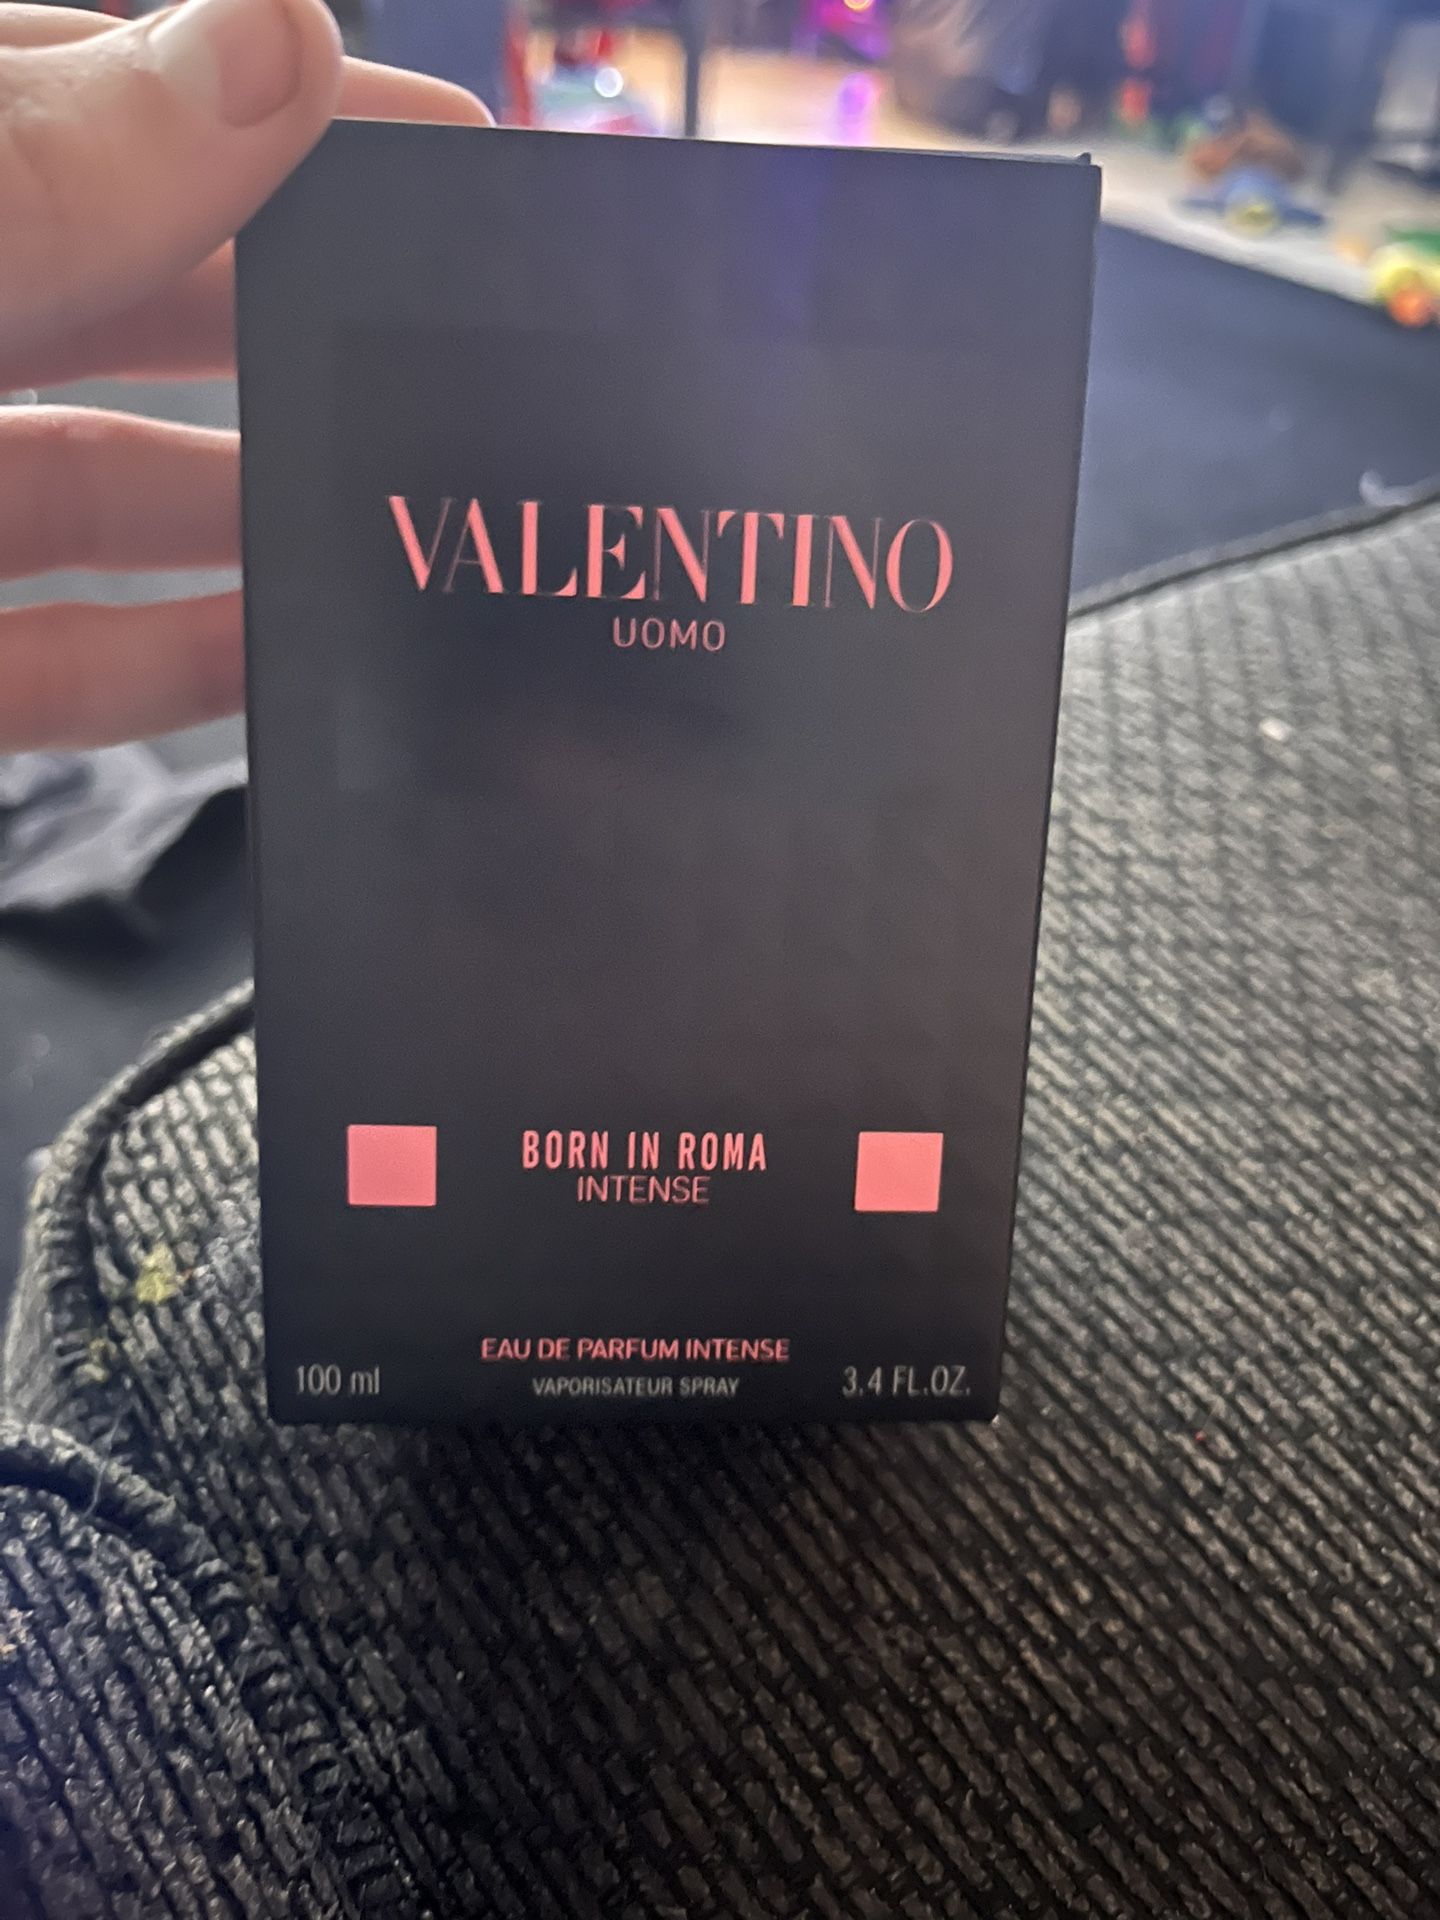 VALENTINO
UOMO
BORN IN ROMA
INTENSE
EAU DE PARFUM INTENSE
100 ml VAPORISATEUR SPRAY 3.4 FL.OZ.